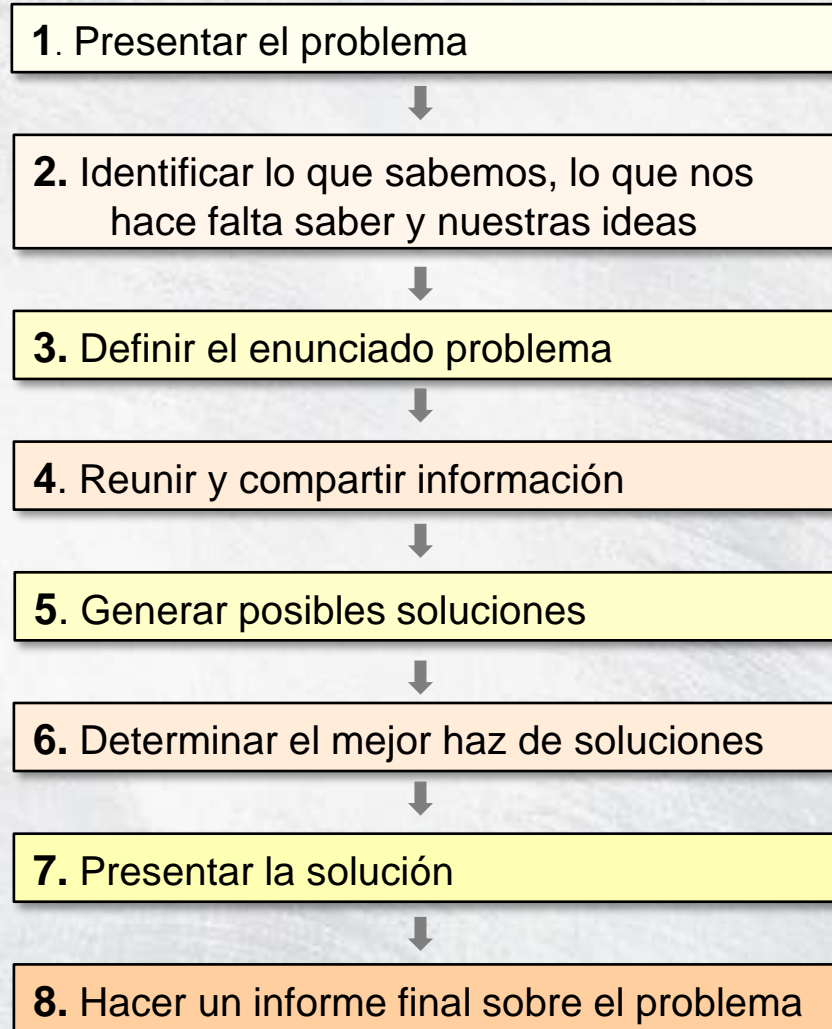 1. Presentar el problema
2. Identificar lo que sabemos, lo que nos
hace falta saber y nuestras ideas
3. Definir el enunciado problema
4. Reunir y compartir información
5. Generar posibles soluciones
6. Determinar el mejor haz de soluciones
7. Presentar la solución
8. Hacer un informe final sobre el problema